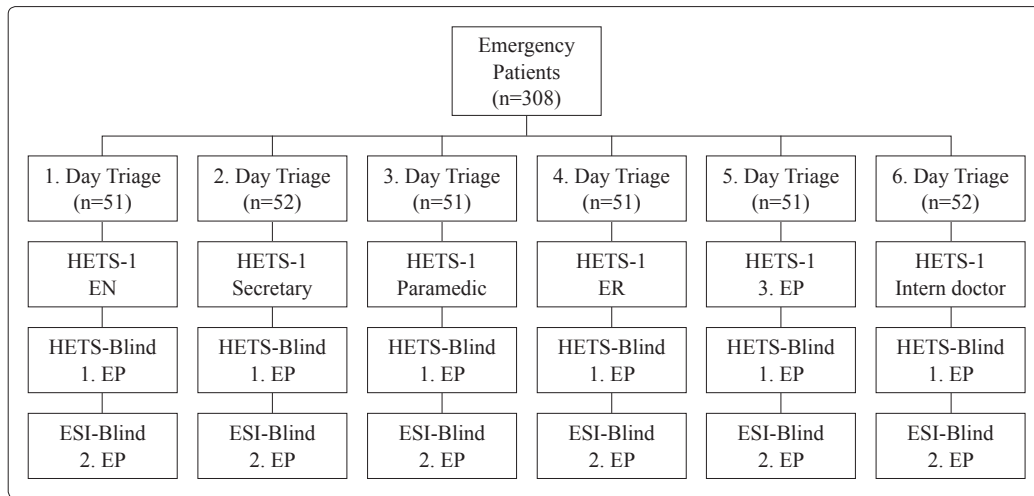 Emergency
Patients
(n=308)
1. Day Triage
(n=51)
2. Day Triage
(n=52)
3. Day Triage
(n=51)
4. Day Triage
(n=51)
5. Day Triage
(n=51)
6. Day Triage
(n=52)
HETS-1
EN
HETS-1
Secretary
HETS-1
Paramedic
HETS-1
ER
HETS-1
3. EP
HETS-1
Intern doctor
HETS-Blind
1. EP
HETS-Blind
1. EP
HETS-Blind
1. EP
HETS-Blind
1. EP
HETS-Blind
1. EP
HETS-Blind
1. EP
ESI-Blind
2. EP
ESI-Blind
2. EP
ESI-Blind
2. EP
ESI-Blind
2. EP
ESI-Blind
2. EP
ESI-Blind
2. EP